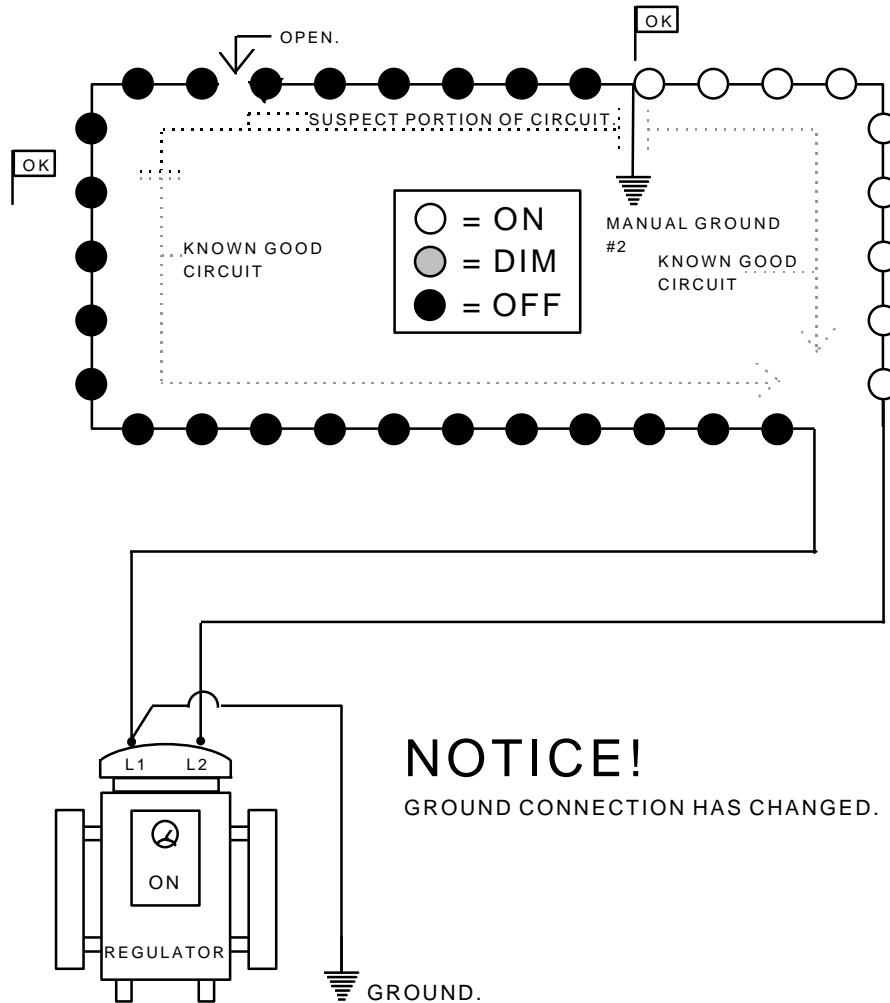 OK
OPEN.
SUSPECT PORTION OF CIRCUIT.
OK
= ON
= DIM
= OFF
MANUAL GROUND
#2
KNOWN GOOD
CIRCUIT
KNOWN GOOD
CIRCUIT
L1
L2
NOTICE!
GROUND CONNECTION HAS CHANGED.
ON
REGULATOR
GROUND.